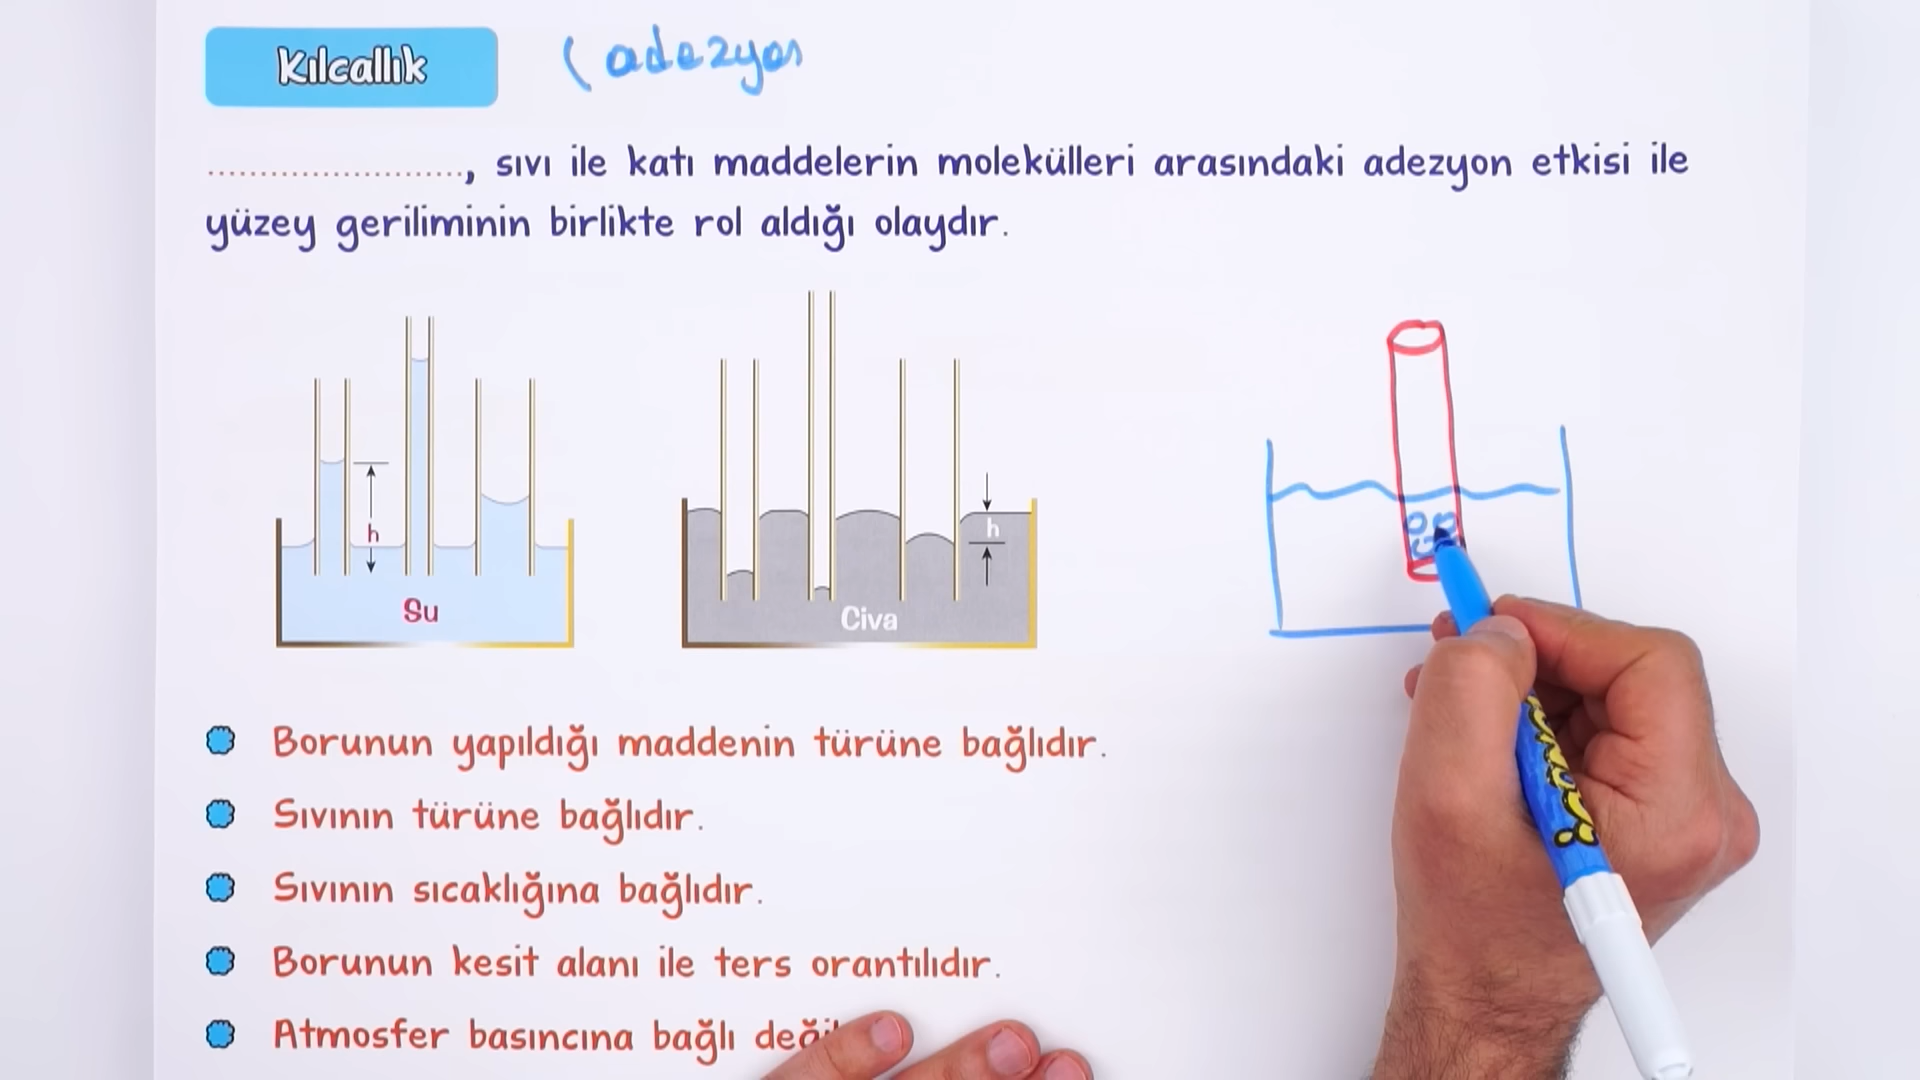 Kılcallık
( adezyon
........................, sıvı ile katı maddelerin molekülleri arasındaki adezyon etkisi ile
yüzey geriliminin birlikte rol aldığı olaydır.
h
Su
h
Civa
Borunun yapıldığı maddenin türüne bağlıdır.
Sıvının türüne bağlıdır.
Sıvının sıcaklığına bağlıdır.
Borunun kesit alanı ile ters orantılıdır.
Atmosfer basıncına bağlı